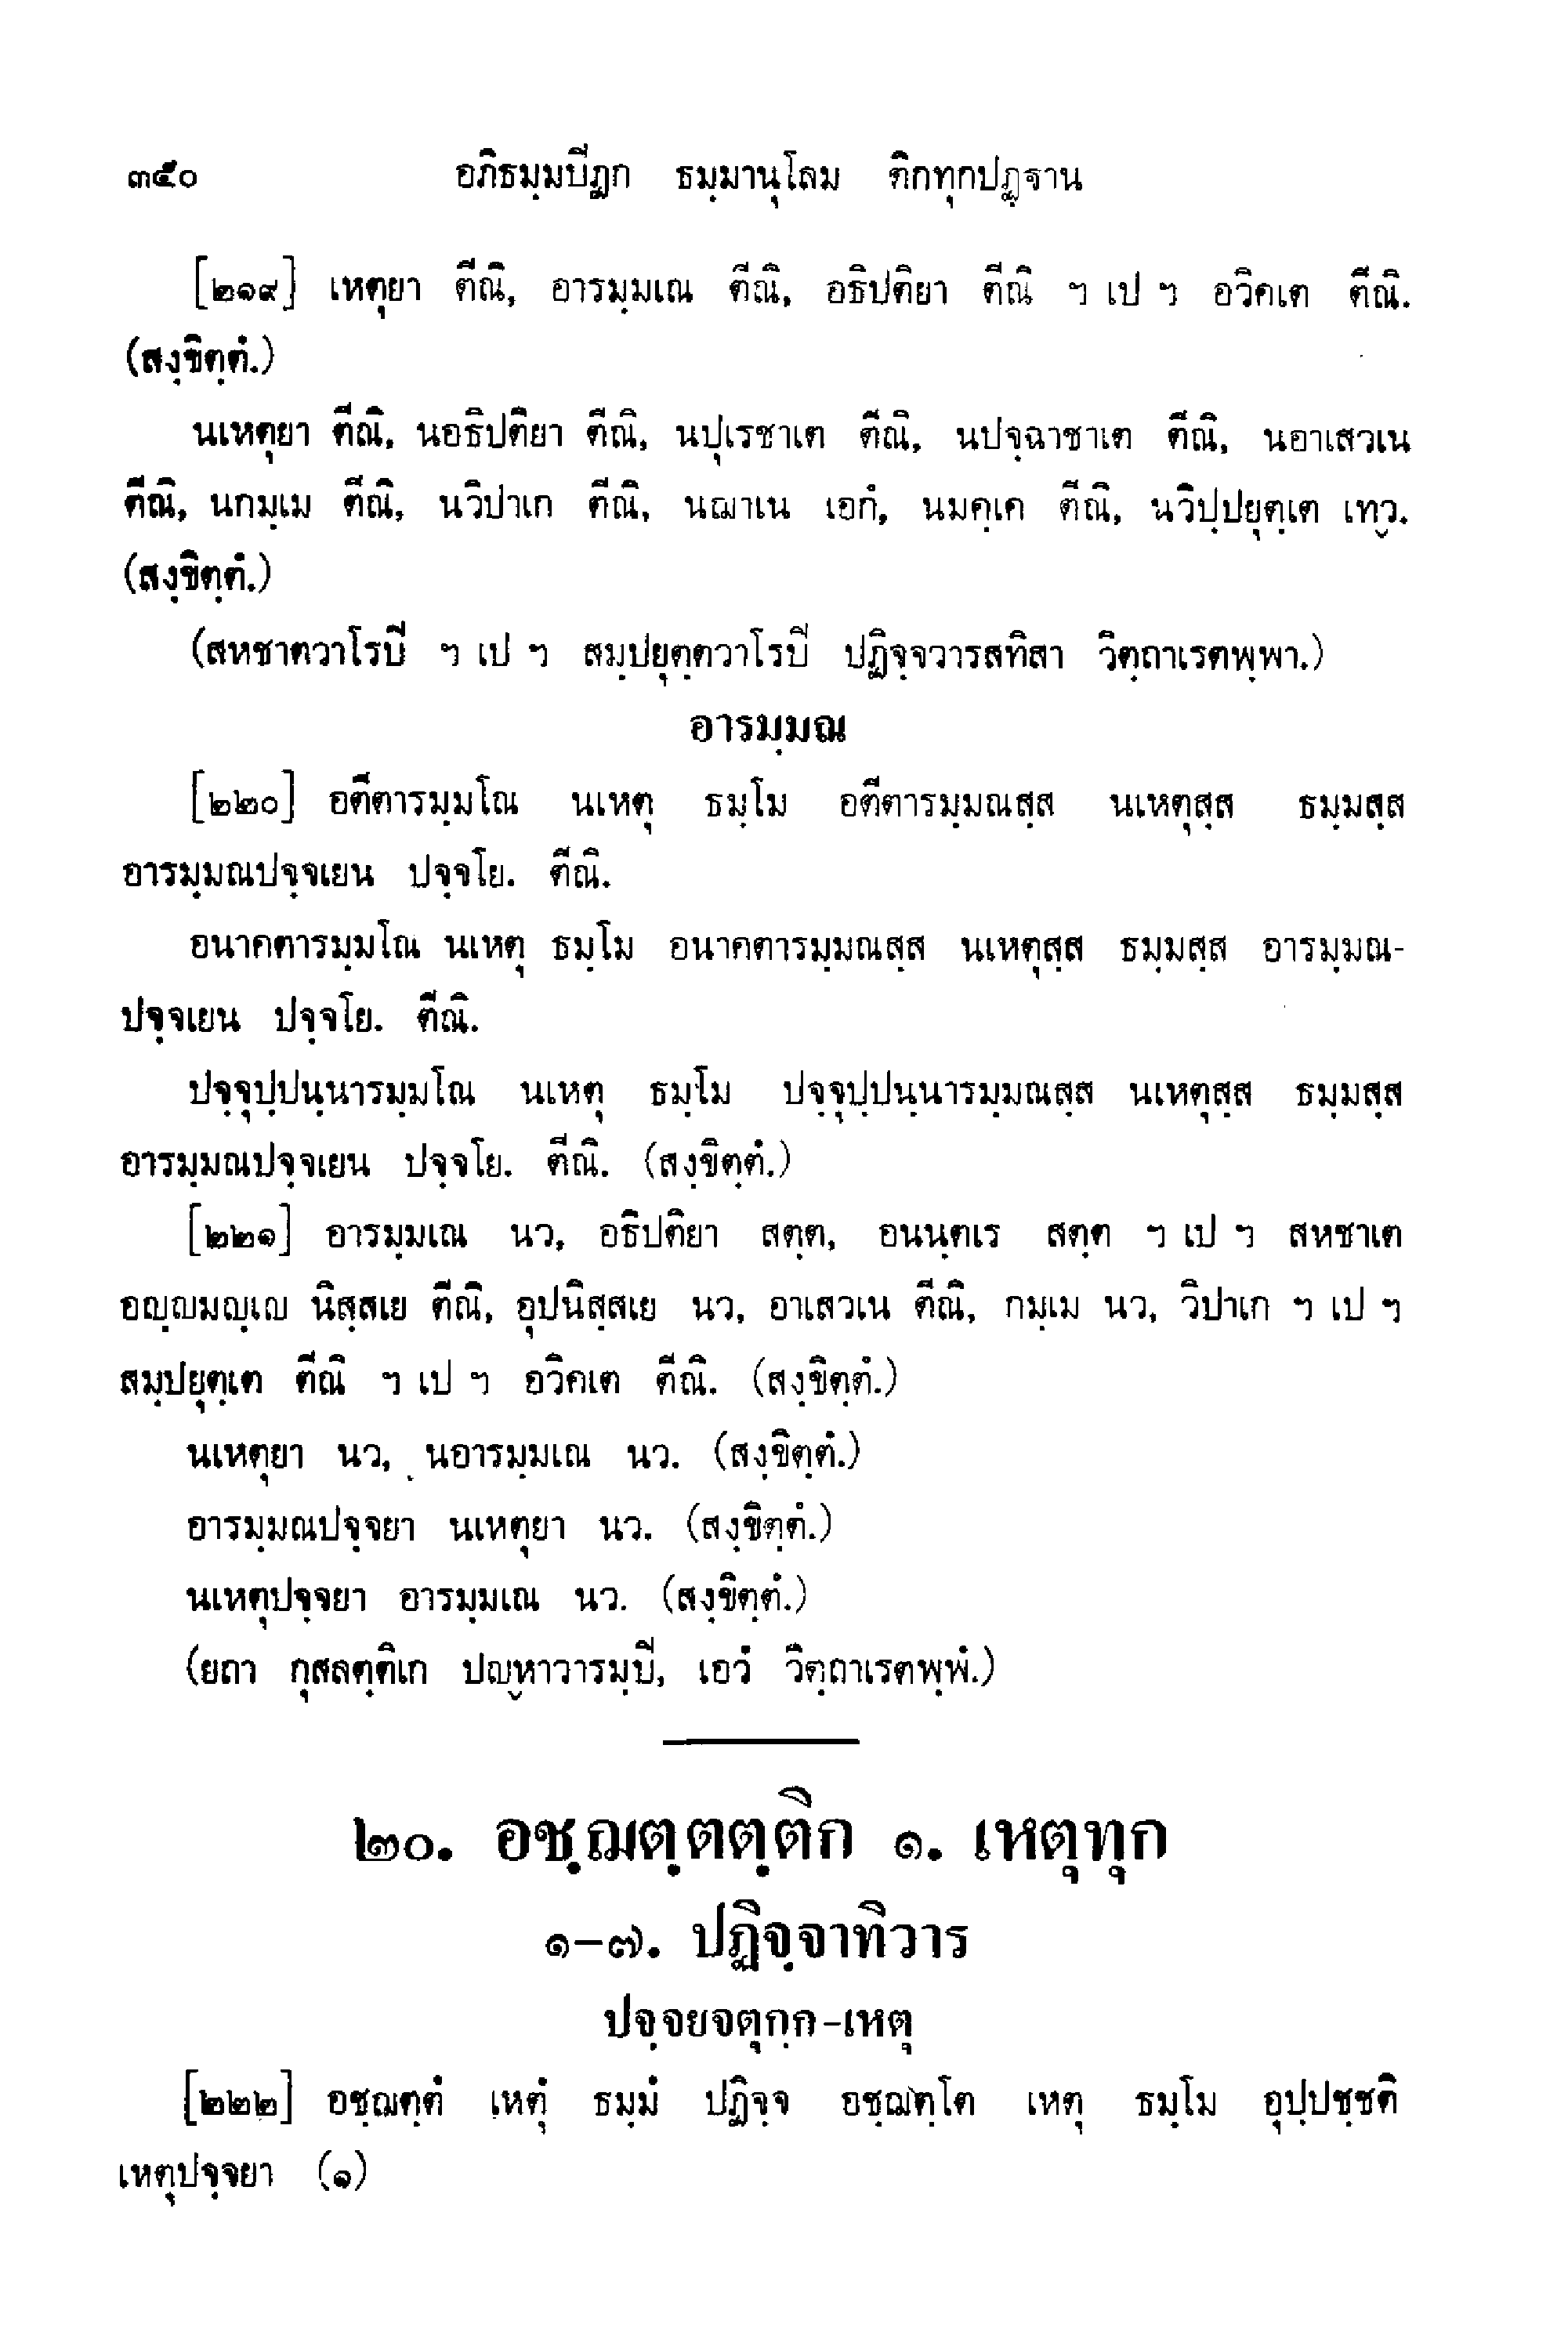 ๓๕๐ อภิธมฺมปิฏก ธมฺมานุโลม ติกทุกปฏฺฐาน
[๒๑๙] เหตุยา ตีณิ, อารมฺมเณ ตีณิ, อธิปติยา ตีณิ ฯ เป ฯ อวิคเต ตีณิ.
(สงฺขิตฺตํ.)
นเหตุยา ตีณิ, นอธิปติยา ตีณิ, นปุเรชาเต ตีณิ, นปจฺฉาชาเต ตีณิ, นอาเสวเน
ตีณิ, นกมฺเม ตีณิ, นวิปาเก ตีณิ, นฌาเน เอกํ, นมคฺเค ตีณิ, นวิปฺปยุตฺเต เทฺว.
(สงฺขิตฺตํ.)
(สหชาตวาโรปิ ฯ เป ฯ สมฺปยุตฺตวาโรปิ ปฏิจฺจวารสทิสา วิตฺถาเรตพฺพา.)
อารมฺมณ
[๒๒๐] อตีตารมฺมโณ นเหตุ ธมฺโม อตีตารมฺมณสฺส นเหตุสฺส ธมฺมสฺส
อารมฺมณปจฺจเยน ปจฺจโย. ตีณิ.
อนาคตารมฺมโณ นเหตุ ธมฺโม อนาคตารมฺมณสฺส นเหตุสฺส ธมฺมสฺส อารมฺมณ-
ปจฺจเยน ปจฺจโย. ตีณิ.
ปจฺจุปฺปนฺนารมฺมโณ นเหตุ ธมฺโม ปจฺจุปฺปนฺนารมฺมณสฺส นเหตุสฺส ธมฺมสฺส
อารมฺมณปจฺจเยน ปจฺจโย. ตีณิ. (สงฺขิตฺตํ.)
[๒๒๑] อารมฺมเณ นว, อธิปติยา สตฺต, อนนฺตเร สตฺต ฯ เป ฯ สหชาเต
อญฺญมญฺเญ นิสฺสเย ตีณิ, อุปนิสฺสเย นว, อาเสวเน ตีณิ, กมฺเม นว, วิปาเก ฯ เป ฯ
สมฺปยุตฺเต ตีณิ ฯ เป ฯ อวิคเต ตีณิ. (สงฺขิตฺตํ.)
นเหตุยา นว, นอารมฺมเณ นว. (สงฺขิตฺตํ.)
อารมฺมณปจฺจยา นเหตุยา นว. (สงฺขิตฺตํ.)
นเหตุปจฺจยา อารมฺมเณ นว. (สงฺขิตฺตํ.)
(ยถา กุสลตฺติเก ปญฺหาวารมฺปิ, เอวํ วิตฺถาเรตพฺพํ.)
๒๐. อชฺฌตฺตตฺติก ๑. เหตุทุก
๑-๗. ปฏิจฺจาทิวาร
ปจฺจยจตุกฺก-เหตุ
[๒๒๒] อชฺฌตฺตํ เหตุํ ธมฺมํ ปฏิจฺจ อชฺฌตฺโต เหตุ ธมฺโม อุปฺปชฺชติ
เหตุปจฺจยา (๑)